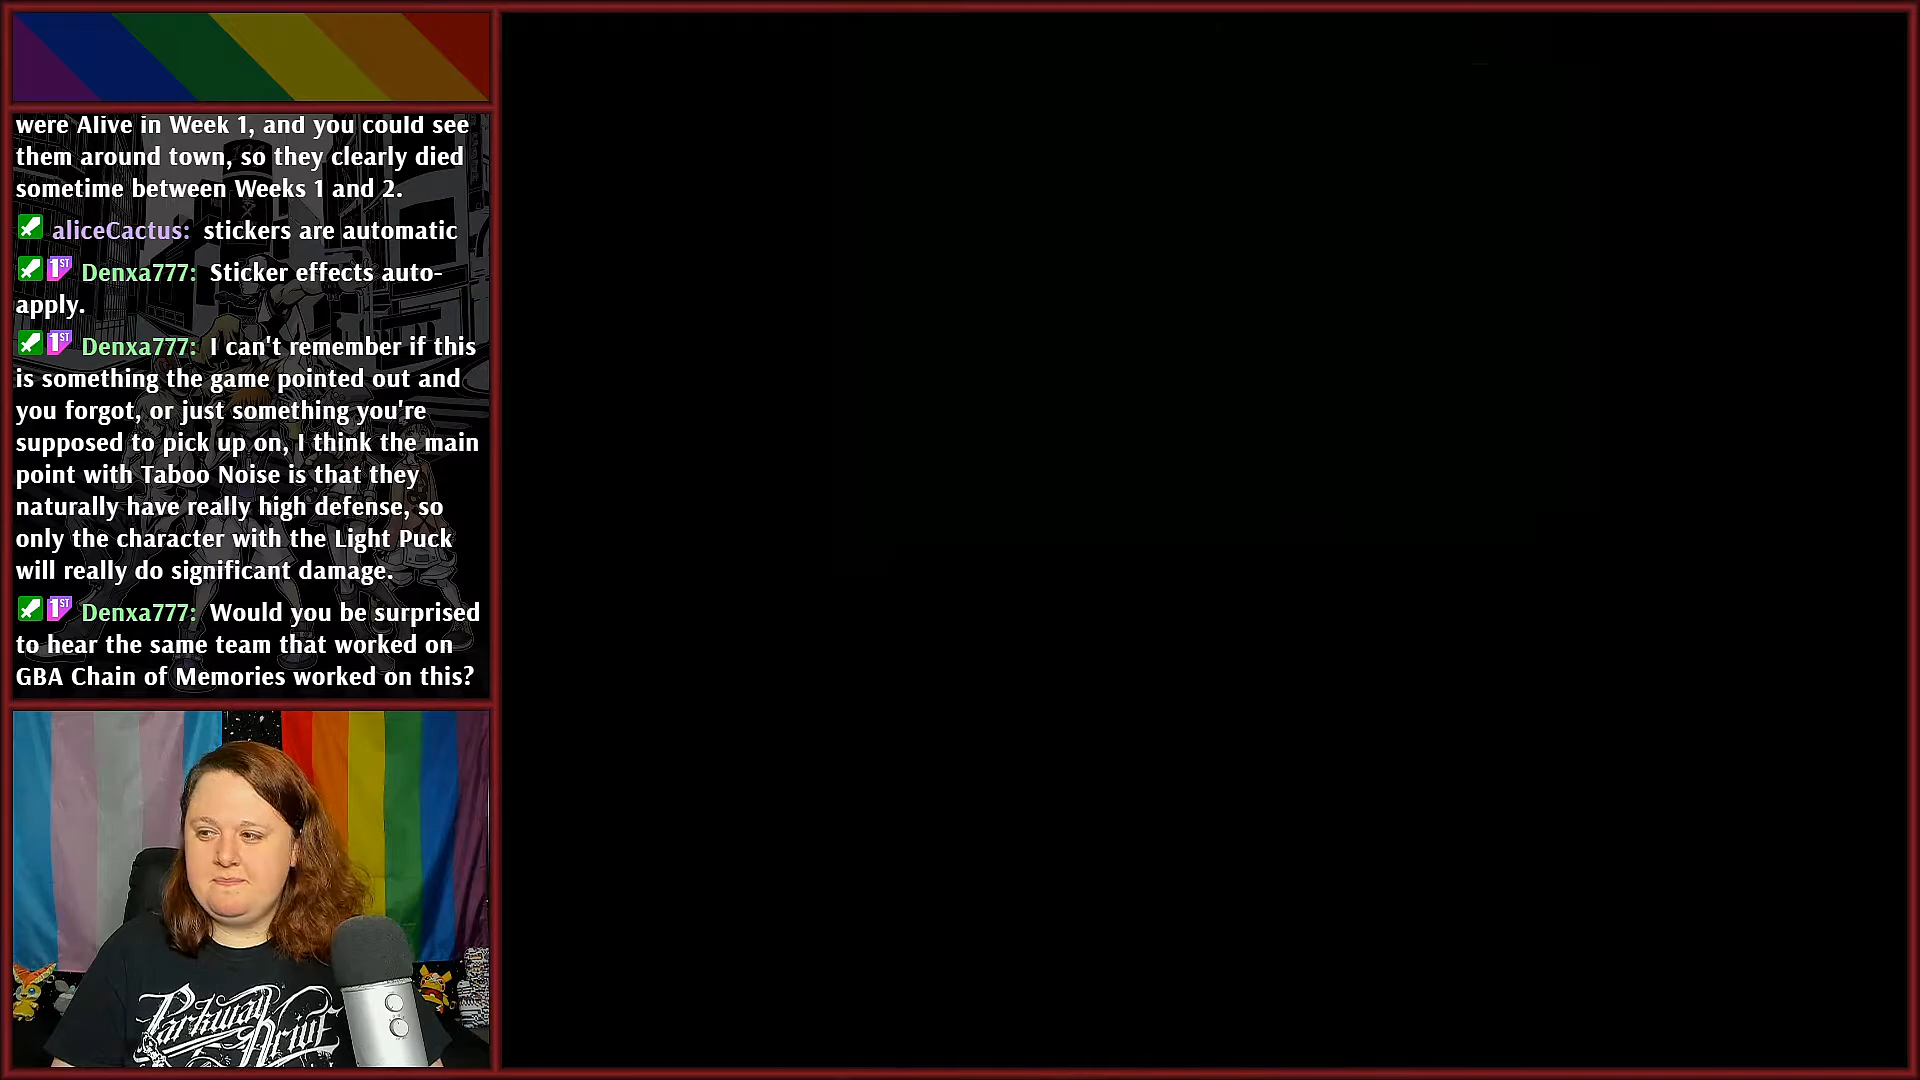 were Alive in Week 1, and you could see
them around town, so they clearly died
sometime between Weeks 1 and 2.
aliceCactus: stickers are automatic
1ST Denxa777: Sticker effects auto-
apply.
1ST Denxa777: I can't remember if this
is something the game pointed out and
you forgot, or just something you're
supposed to pick up on, I think the main
point with Taboo Noise is that they
naturally have really high defense, so
only the character with the Light Puck
will really do significant damage.
1ST Denxa777: Would you be surprised
to hear the same team that worked on
GBA Chain of Memories worked on this?
Parkway
Drive